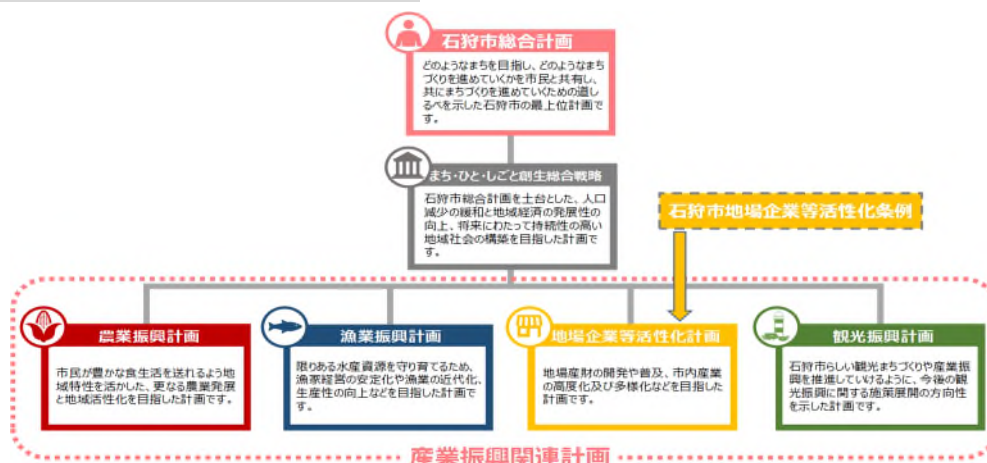 石狩市総合計画
どのようなまちを目指し、どのようなまち
づくりを進めていくかを市民と共有し、
共にまちづくりを進めていくための道し
るべを示した石狩市の最上位計画で
す。
まち・ひと・しごと創生総合戦略
石狩市総合計画を土台とした、人口
減少の緩和と地域経済の発展性の
向上、将来にわたって持続性の高い
地域社会の構築を目指した計画で
す。
石狩市地場企業等活性化条例
農業振興計画
市民が豊かな食生活を送れるよう地
域特性を活かした、更なる農業発展
と地域活性化を目指した計画です。
漁業振興計画
限りある水産資源を守り育てるため、
漁家経営の安定化や漁業の近代化、
生産性の向上などを目指した計画で
す。
地場企業等活性化計画
地場産財の開発や普及、市内産業
の高度化及び多様化などを目指した
計画です。
観光振興計画
石狩市らしい観光まちづくりや産業振
興を推進していけるように、今後の観
光振興に関する施策展開の方向性
を示した計画です。
産業振興関連計画